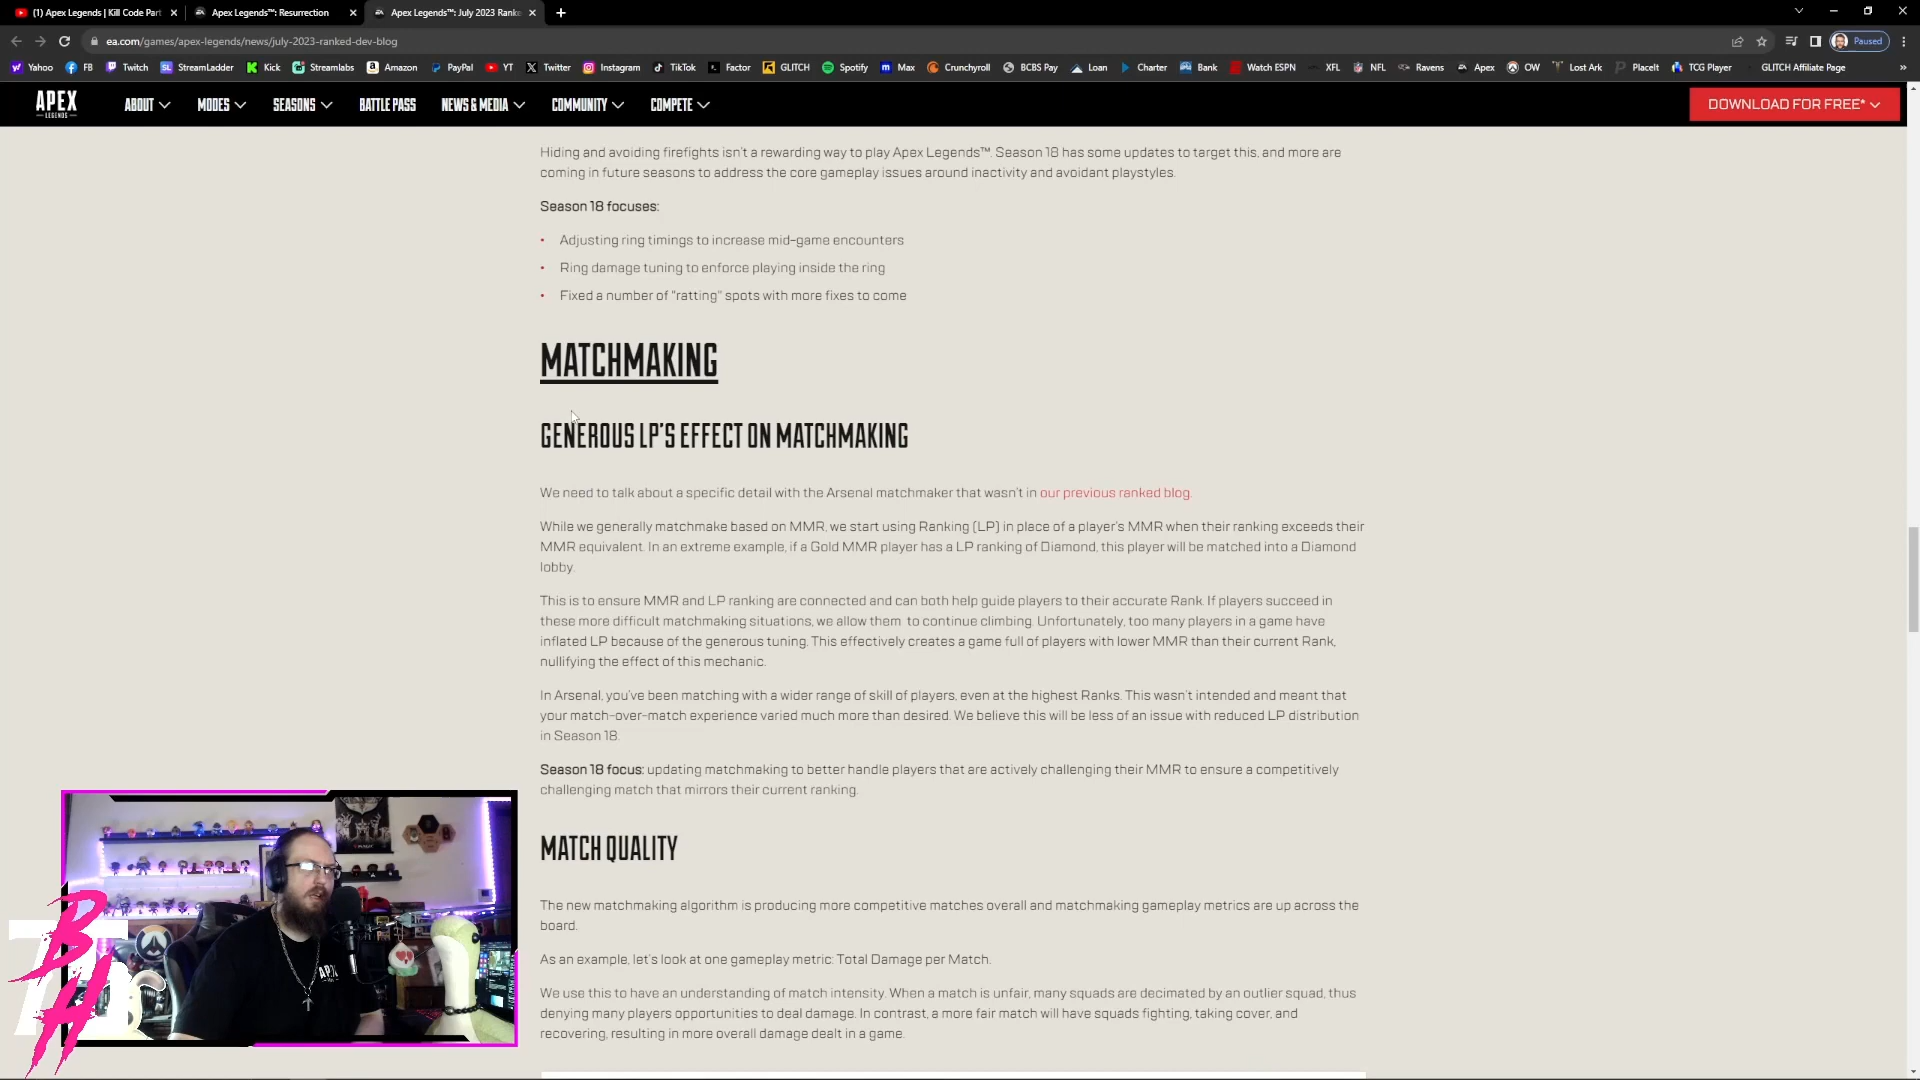 (1) Apex Legends | Kill Code Part
Apex Legends™: Resurrection
Apex Legends™: July 2023 Ranke
ea.com/games/apex-legends/news/july-2023-ranked-dev-blog
Paused
Yahoo FB Twitch StreamLadder Kick Streamlabs Amazon PayPal YT Twitter Instagram TikTok Factor GLITCH Spotify Max Crunchyroll BCBS Pay Loan Charter Bank Watch ESPN XFL NFL Ravens Apex OW Lost Ark PlaceIt TCG Player GLITCH Affiliate Page
APEX
LEGENDS
ABOUT MODES SEASONS BATTLE PASS NEWS & MEDIA COMMUNITY COMPETE
DOWNLOAD FOR FREE*
Hiding and avoiding firefights isn't a rewarding way to play Apex Legends™. Season 18 has some updates to target this, and more are
coming in future seasons to address the core gameplay issues around inactivity and avoidant playstyles.
Season 18 focuses:
• Adjusting ring timings to increase mid-game encounters
• Ring damage tuning to enforce playing inside the ring
• Fixed a number of "ratting" spots with more fixes to come
MATCHMAKING
GENEROUS LP'S EFFECT ON MATCHMAKING
We need to talk about a specific detail with the Arsenal matchmaker that wasn't in our previous ranked blog.
While we generally matchmake based on MMR, we start using Ranking (LP) in place of a player's MMR when their ranking exceeds their
MMR equivalent. In an extreme example, if a Gold MMR player has a LP ranking of Diamond, this player will be matched into a Diamond
lobby.
This is to ensure MMR and LP ranking are connected and can both help guide players to their accurate Rank. If players succeed in
these more difficult matchmaking situations, we allow them to continue climbing. Unfortunately, too many players in a game have
inflated LP because of the generous tuning. This effectively creates a game full of players with lower MMR than their current Rank,
nullifying the effect of this mechanic.
In Arsenal, you've been matching with a wider range of skill of players, even at the highest Ranks. This wasn't intended and meant that
your match-over-match experience varied much more than desired. We believe this will be less of an issue with reduced LP distribution
in Season 18.
Season 18 focus: updating matchmaking to better handle players that are actively challenging their MMR to ensure a competitively
challenging match that mirrors their current ranking.
MATCH QUALITY
The new matchmaking algorithm is producing more competitive matches overall and matchmaking gameplay metrics are up across the
board.
As an example, let's look at one gameplay metric: Total Damage per Match.
We use this to have an understanding of match intensity. When a match is unfair, many squads are decimated by an outlier squad, thus
denying many players opportunities to deal damage. In contrast, a more fair match will have squads fighting, taking cover, and
recovering, resulting in more overall damage dealt in a game.